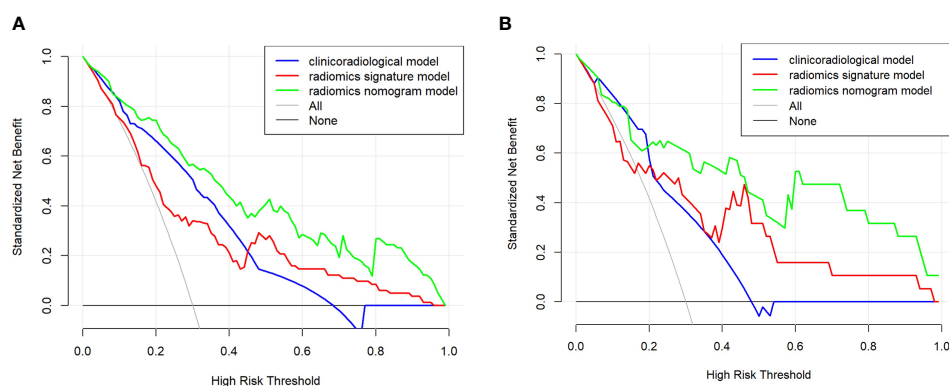 A
Standardized Net Benefit
1.0
0.8
0.6
0.4
0.2
0.0
clinicoradiological model
radiomics signature model
radiomics nomogram model
All
None
0.0 0.2 0.4 0.6 0.8 1.0
High Risk Threshold
B
Standardized Net Benefit
1.0
0.8
0.6
0.4
0.2
0.0
clinicoradiological model
radiomics signature model
radiomics nomogram model
All
None
0.0 0.2 0.4 0.6 0.8 1.0
High Risk Threshold